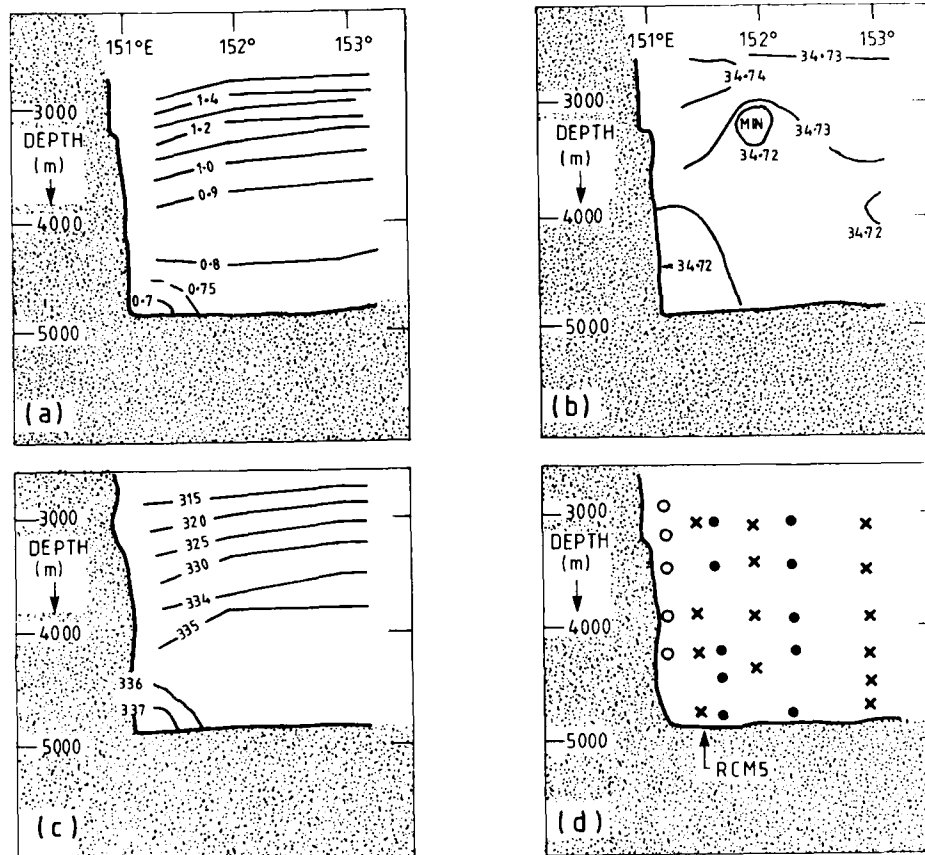 151°E 152° 153°
3000
DEPTH
(m)
4000
5000
1·4
1·2
1·0
0·9
0·8
0·75
0·7
(a)
151°E 152° 153°
3000
DEPTH
(m)
4000
5000
34·73
34·74
MIN
34·73
34·72
34·72
34·72
(b)
3000
DEPTH
(m)
4000
5000
315
320
325
330
334
335
336
337
(c)
3000
DEPTH
(m)
4000
5000
RCM5
(d)